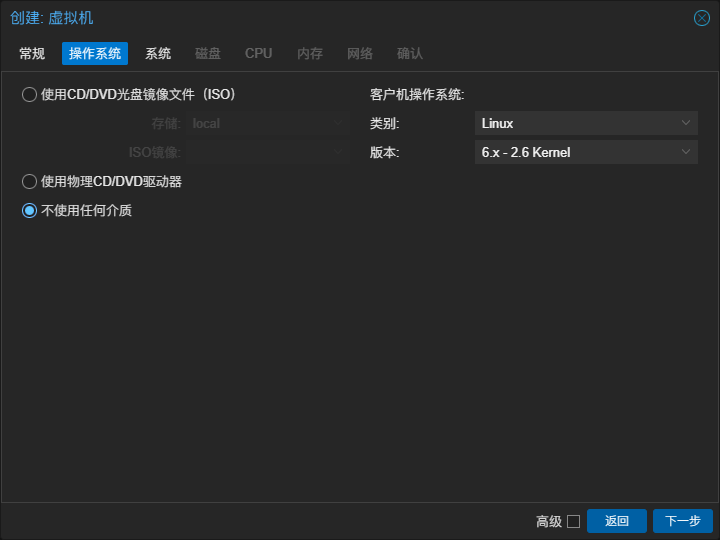 创建: 虚拟机
常规 操作系统 系统 磁盘 CPU 内存 网络 确认
使用CD/DVD光盘镜像文件（ISO）
存储: local
ISO镜像:
使用物理CD/DVD驱动器
不使用任何介质
客户机操作系统:
类别: Linux
版本: 6.x - 2.6 Kernel
高级 返回 下一步